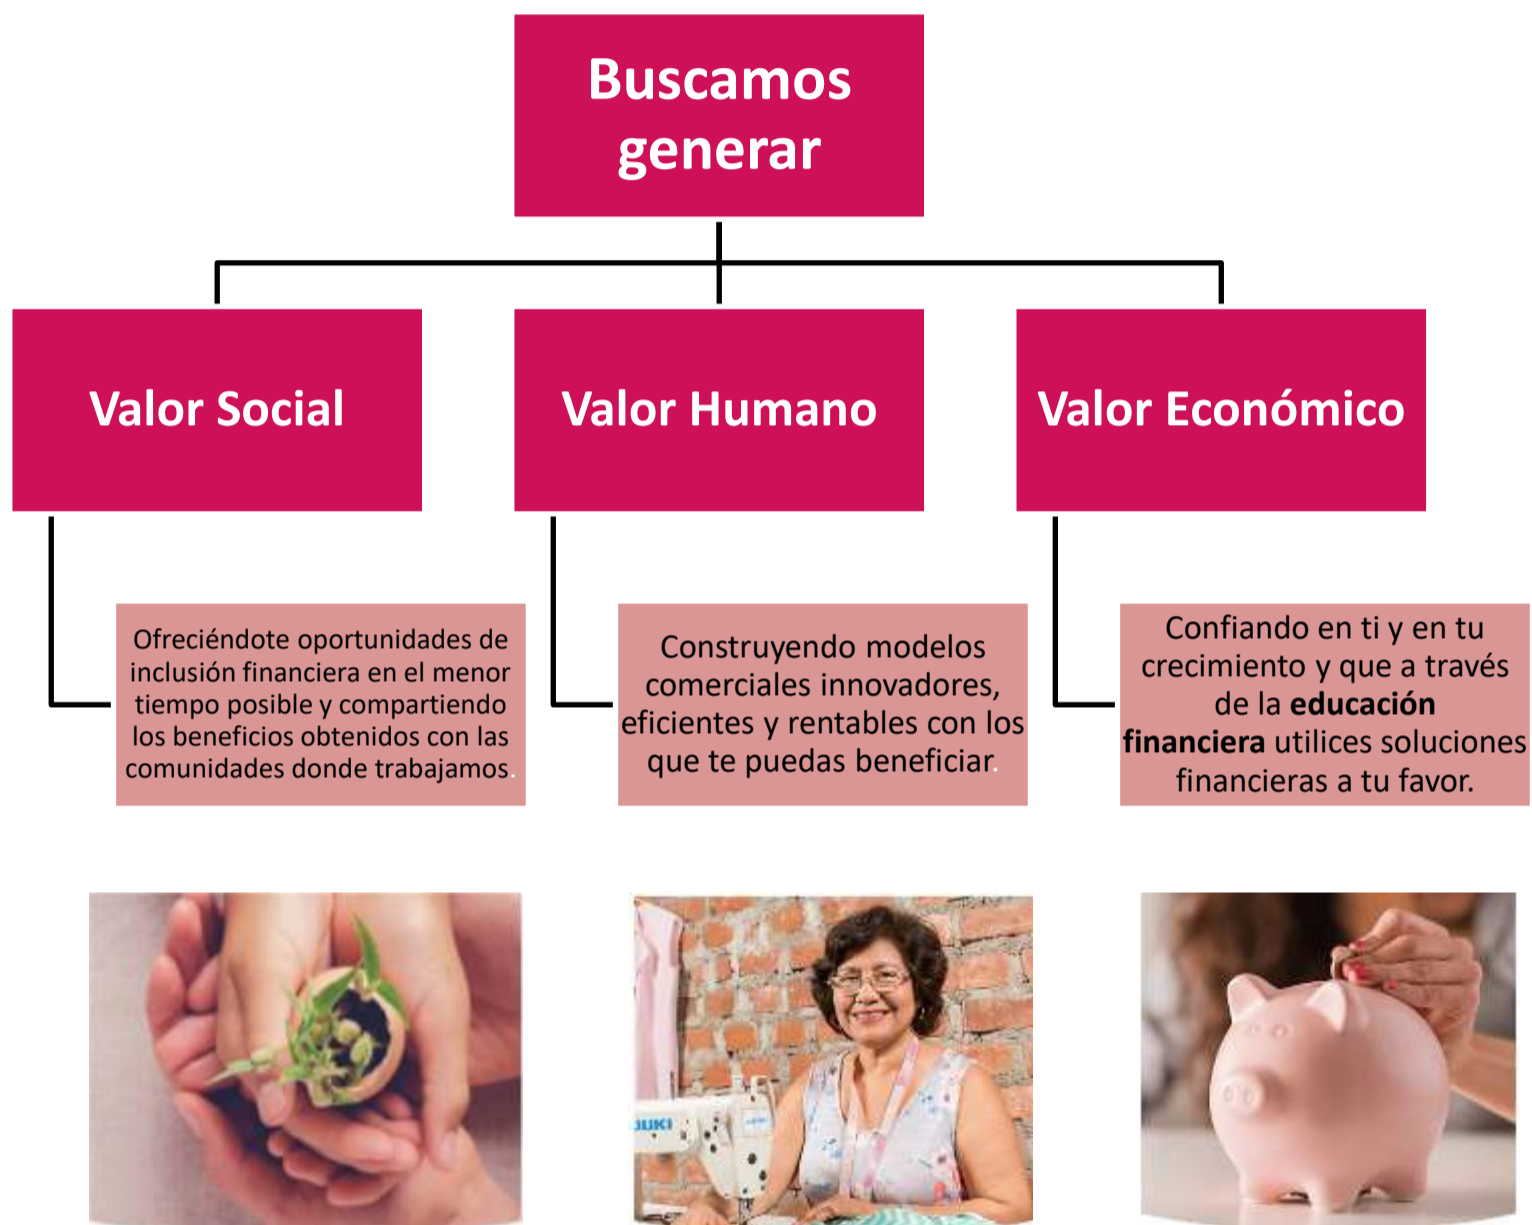 Buscamos
generar
Valor Social
Valor Humano
Valor Económico
Ofreciéndote oportunidades de
inclusión financiera en el menor
tiempo posible y compartiendo
los beneficios obtenidos con las
comunidades donde trabajamos.
Construyendo modelos
comerciales innovadores,
eficientes y rentables con los
que te puedas beneficiar.
Confiando en ti y en tu
crecimiento y que a través
de la educación
financiera utilices soluciones
financieras a tu favor.
JUKI